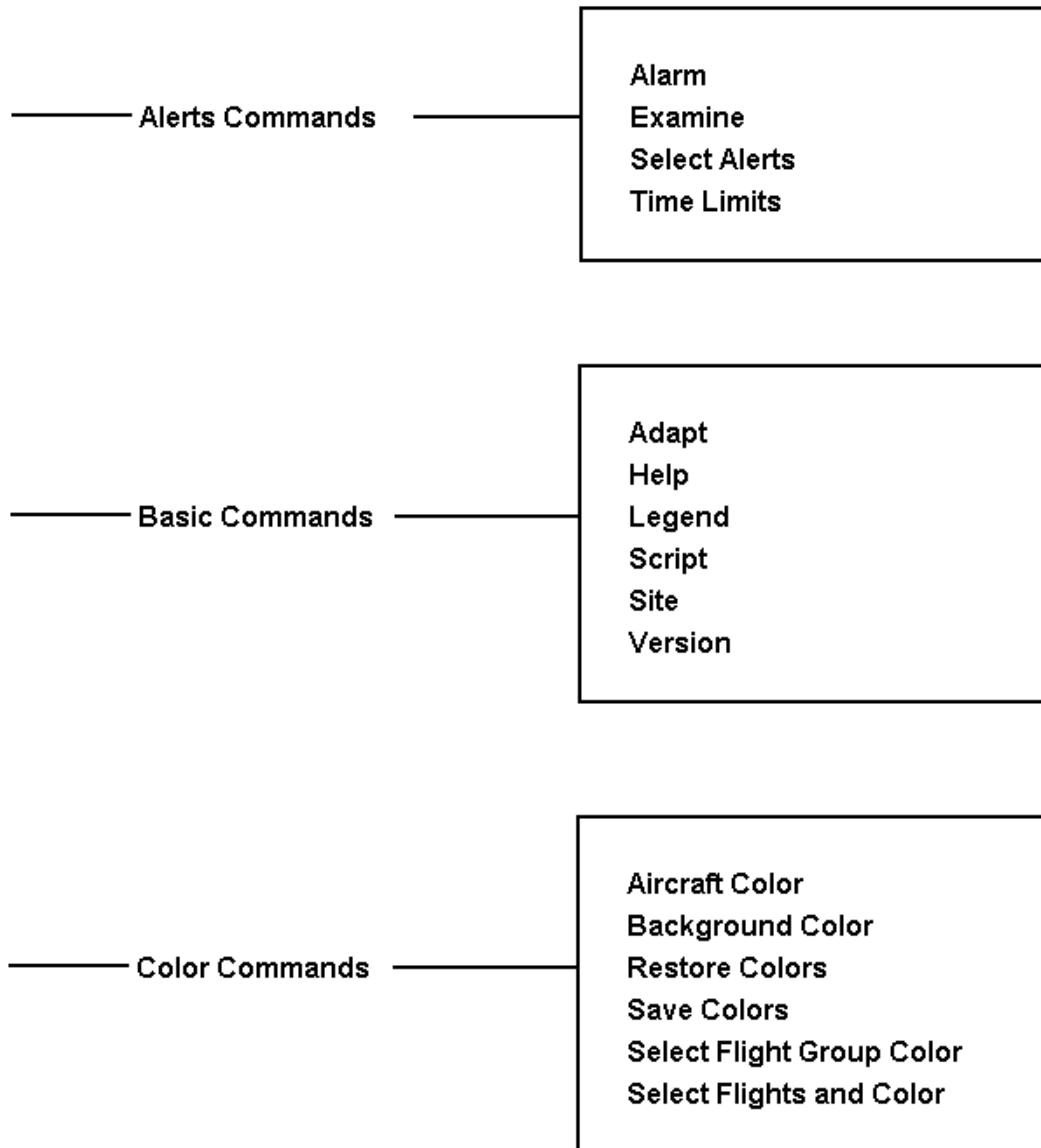 Alerts Commands
Alarm
Examine
Select Alerts
Time Limits
Basic Commands
Adapt
Help
Legend
Script
Site
Version
Color Commands
Aircraft Color
Background Color
Restore Colors
Save Colors
Select Flight Group Color
Select Flights and Color